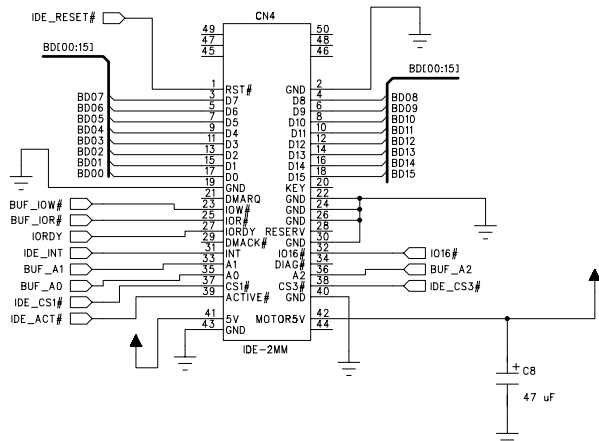 CN4
IDE_RESET#
49 50
47 48
45 46
BD[00:15]
BD[00:15]
1 RST# GND 2
BD07 3 D7 D8 4 BD08
BD06 5 D6 D9 6 BD09
BD05 7 D5 D10 8 BD10
BD04 9 D4 D11 10 BD11
BD03 11 D3 D12 12 BD12
BD02 13 D2 D13 14 BD13
BD01 15 D1 D14 16 BD14
BD00 17 D0 D15 18 BD15
19 GND KEY 20
21 DMARQ GND 22
BUF_IOW# 23 IOW# GND 24
BUF_IOR# 25 IOR# GND 26
IORDY 27 IORDY RESERV 28
29 DMACK# GND 30
IDE_INT 31 INT IO16# 32 IO16#
BUF_A1 33 A1 DIAG# 34
BUF_A0 35 A0 A2 36 BUF_A2
IDE_CS1# 37 CS1# CS3# 38 IDE_CS3#
IDE_ACT# 39 ACTIVE# GND 40
41 5V MOTOR5V 42
43 GND 44
IDE-2MM
+ C8
47 uF